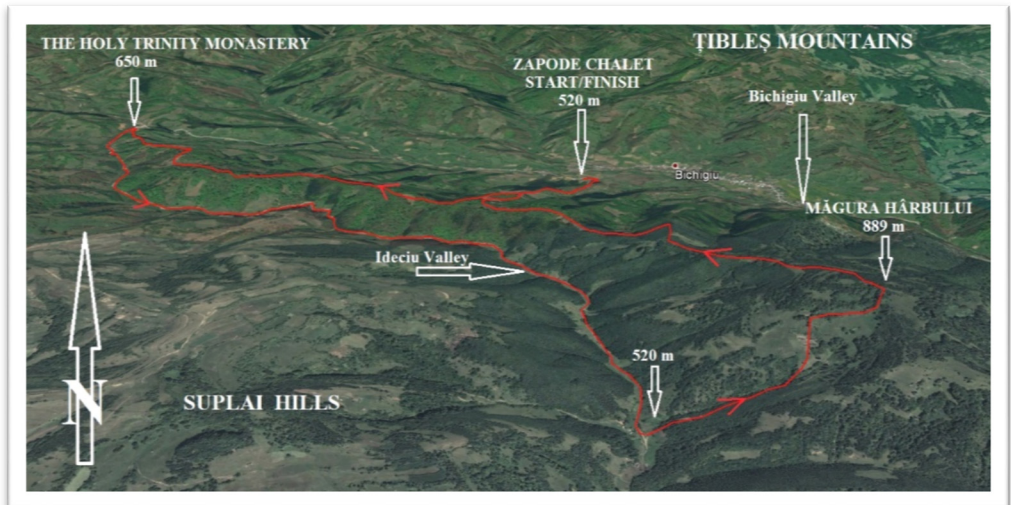 THE HOLY TRINITY MONASTERY
650 m
ZAPODE CHALET
START/FINISH
520 m
ȚIBLEȘ MOUNTAINS
Bichigiu Valley
Bichigiu
MĂGURA HÂRBULUI
889 m
Ideciu Valley
520 m
N
SUPLAI HILLS